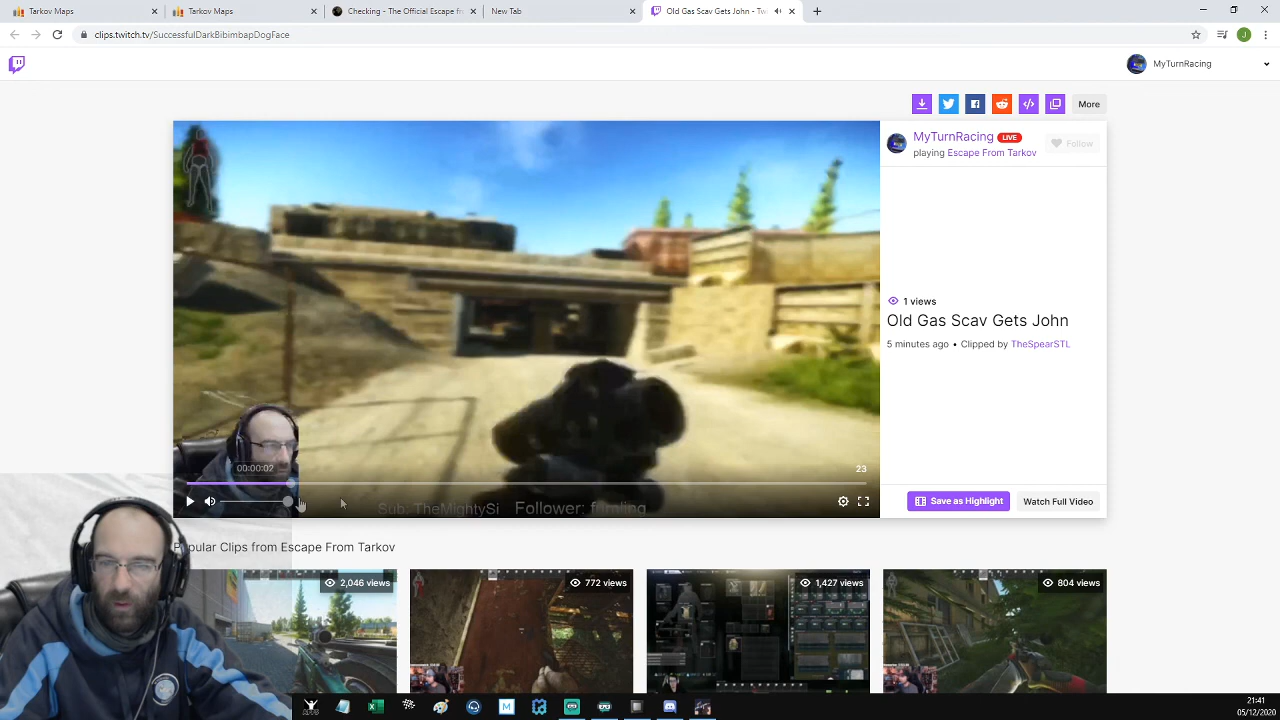 Tarkov Maps
Tarkov Maps
Checking - The Official Escape Fr
New Tab
Old Gas Scav Gets John - Tw
clips.twitch.tv/SuccessfulDarkBibimbapDogFace
J
MyTurnRacing
More
MyTurnRacing LIVE
playing Escape From Tarkov
Follow
1 views
Old Gas Scav Gets John
5 minutes ago • Clipped by TheSpearSTL
00:00:02
23
Sub: TheMightySi Follower: fumling
Save as Highlight
Watch Full Video
Popular Clips from Escape From Tarkov
2,046 views
772 views
1,427 views
804 views
M
21:41
05/12/2020